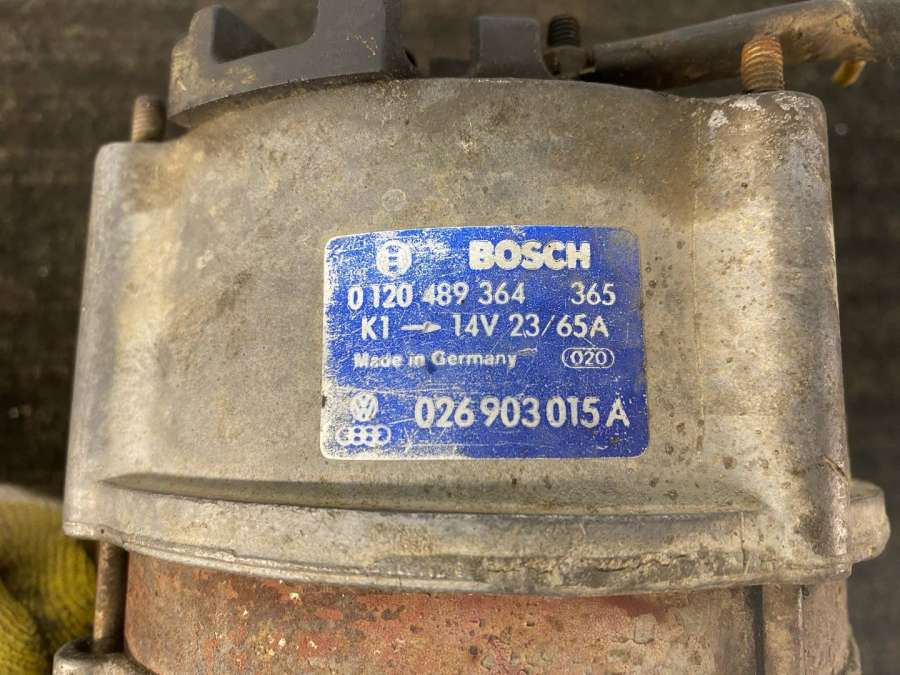 BOSCH
0 120 489 364 365
K1 → 14V 23/65A
Made in Germany 020
026 903 015 A